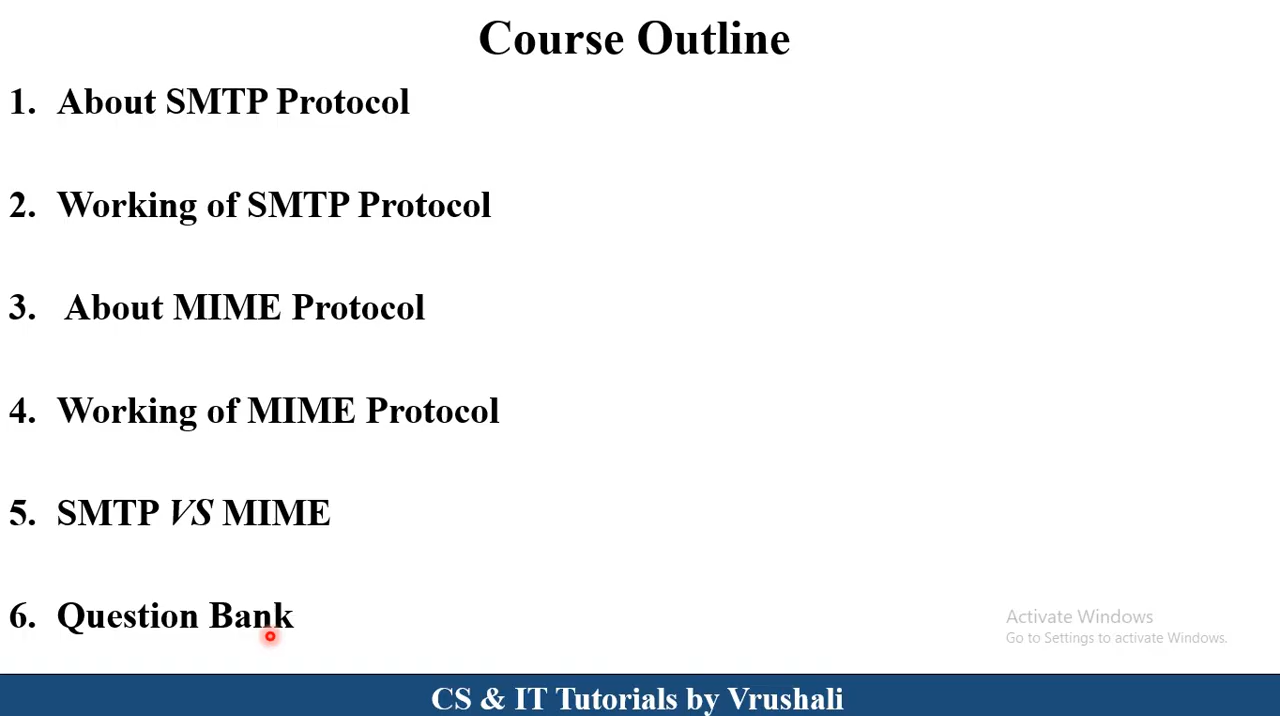 Course Outline
1. About SMTP Protocol
2. Working of SMTP Protocol
3. About MIME Protocol
4. Working of MIME Protocol
5. SMTP VS MIME
6. Question Bank
Activate Windows
Go to Settings to activate Windows.
CS & IT Tutorials by Vrushali